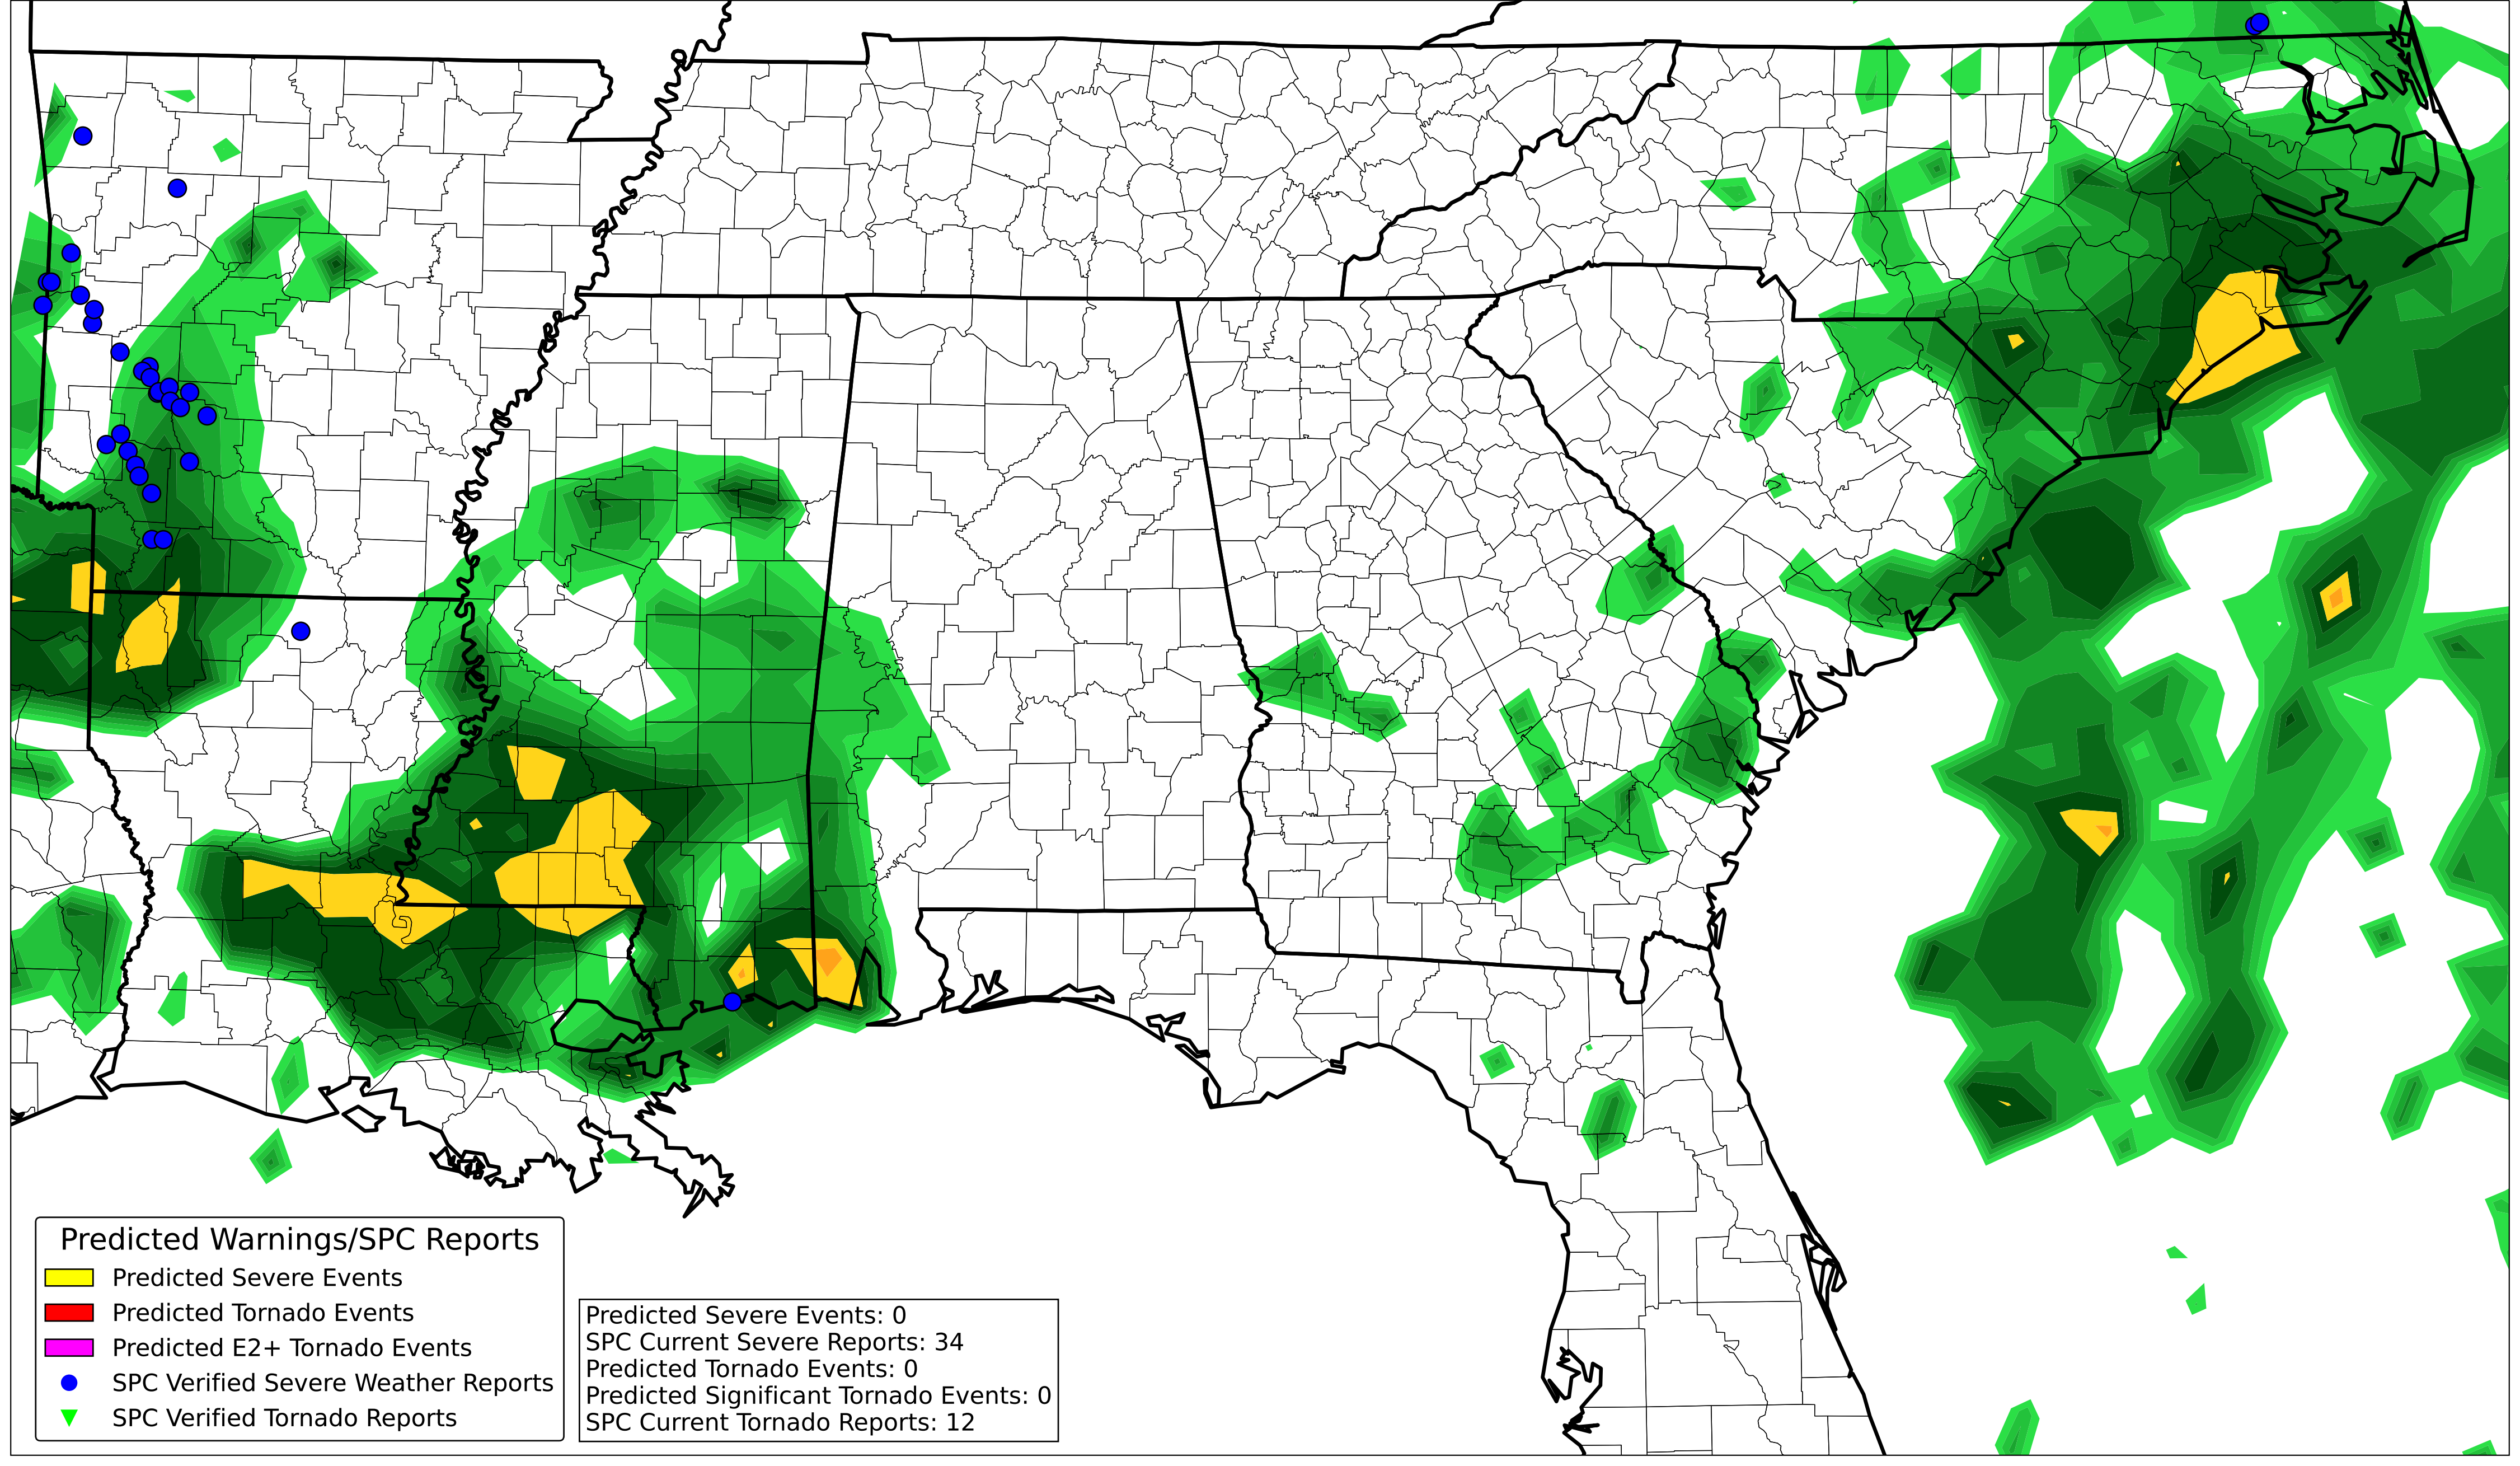 Predicted Warnings/SPC Reports
Predicted Severe Events
Predicted Tornado Events
Predicted E2+ Tornado Events
SPC Verified Severe Weather Reports
SPC Verified Tornado Reports
Predicted Severe Events: 0
SPC Current Severe Reports: 34
Predicted Tornado Events: 0
Predicted Significant Tornado Events: 0
SPC Current Tornado Reports: 12